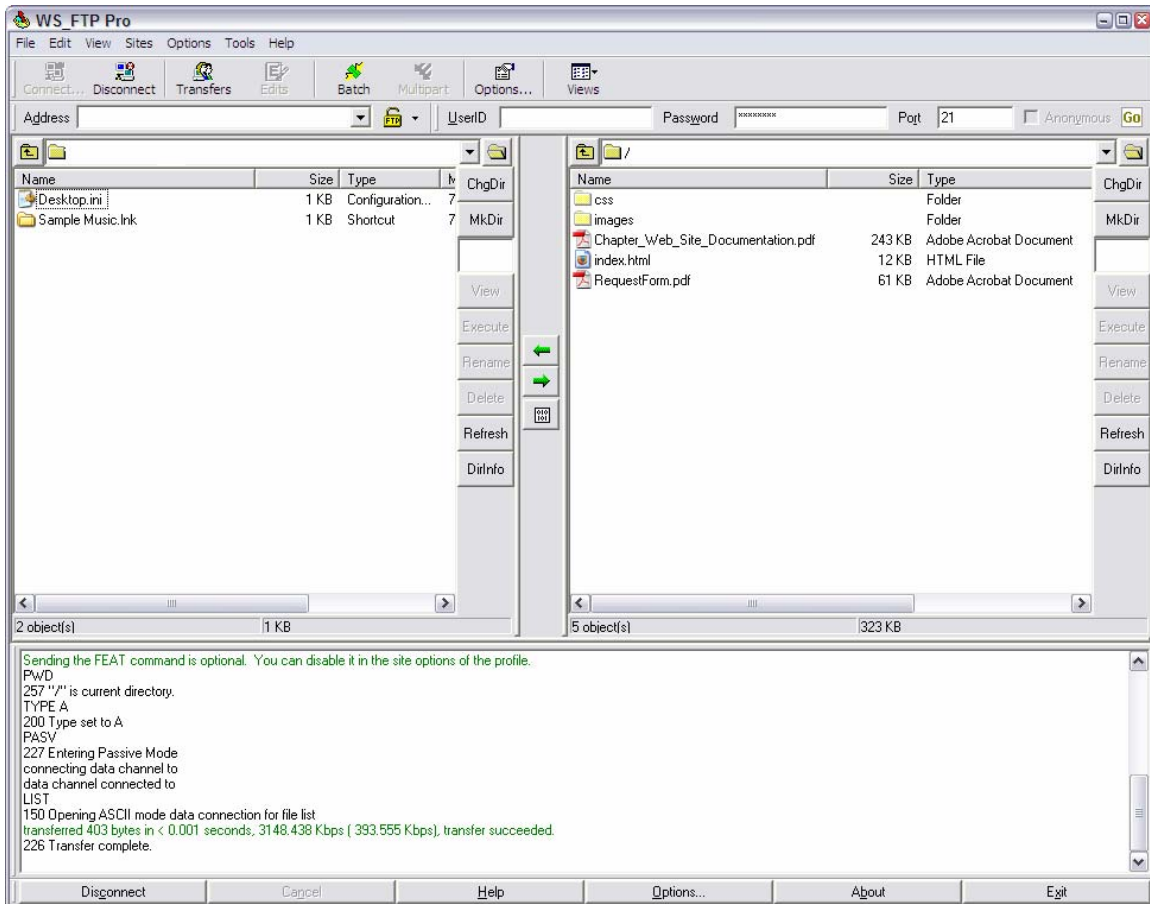 WS_FTP Pro
File Edit View Sites Options Tools Help
Connect... Disconnect Transfers Edits Batch Multipart Options... Views
Address FTP UserID Password ×××××××× Port 21 Anonymous Go
/
Name Size Type M ChgDir Name Size Type ChgDir
Desktop.ini 1 KB Configuration... 7 css Folder
Sample Music.lnk 1 KB Shortcut 7 MkDir images Folder MkDir
Chapter_Web_Site_Documentation.pdf 243 KB Adobe Acrobat Document
index.html 12 KB HTML File
RequestForm.pdf 61 KB Adobe Acrobat Document
View View
Execute Execute
Rename Rename
Delete Delete
Refresh Refresh
DirInfo DirInfo
2 object(s) 1 KB 5 object(s) 323 KB
Sending the FEAT command is optional. You can disable it in the site options of the profile.
PWD
257 "/" is current directory.
TYPE A
200 Type set to A
PASV
227 Entering Passive Mode
connecting data channel to
data channel connected to
LIST
150 Opening ASCII mode data connection for file list
transferred 403 bytes in < 0.001 seconds, 3148.438 Kbps ( 393.555 Kbps), transfer succeeded.
226 Transfer complete.
Disconnect Cancel Help Options... About Exit